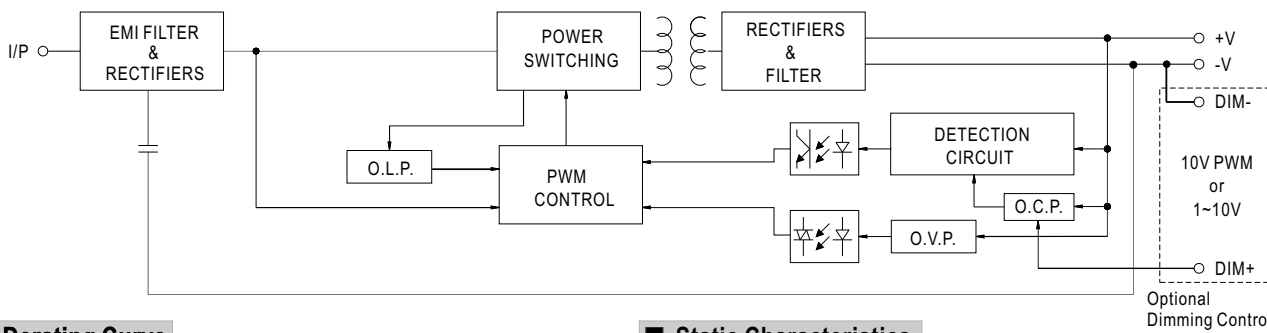 I/P
EMI FILTER
&
RECTIFIERS
POWER
SWITCHING
RECTIFIERS
&
FILTER
+V
-V
DIM-
O.L.P.
PWM
CONTROL
DETECTION
CIRCUIT
O.C.P.
O.V.P.
10V PWM
or
1~10V
DIM+
Optional
Dimming Contro
Derating Curve
■ Static Characteristics